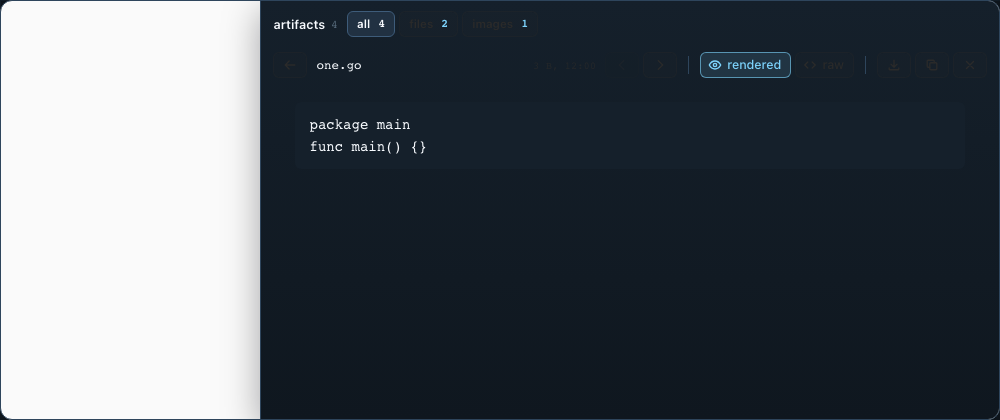 artifacts 4 all 4 files 2 images 1
one.go rendered raw
package main
func main() {}